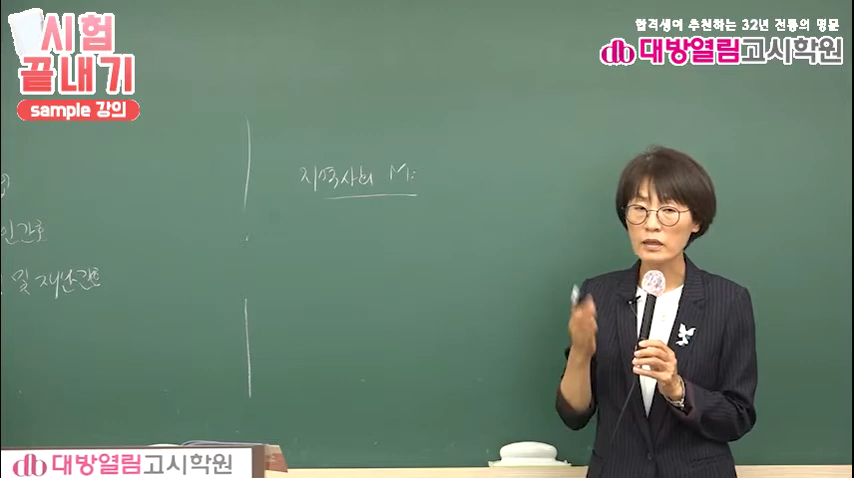 시험
끝내기
sample 강의
합격생이 추천하는 32년 전통의 명문
db 대방열림고시학원
지역사회 M:
인간호
및 재난간호
db 대방열림고시학원